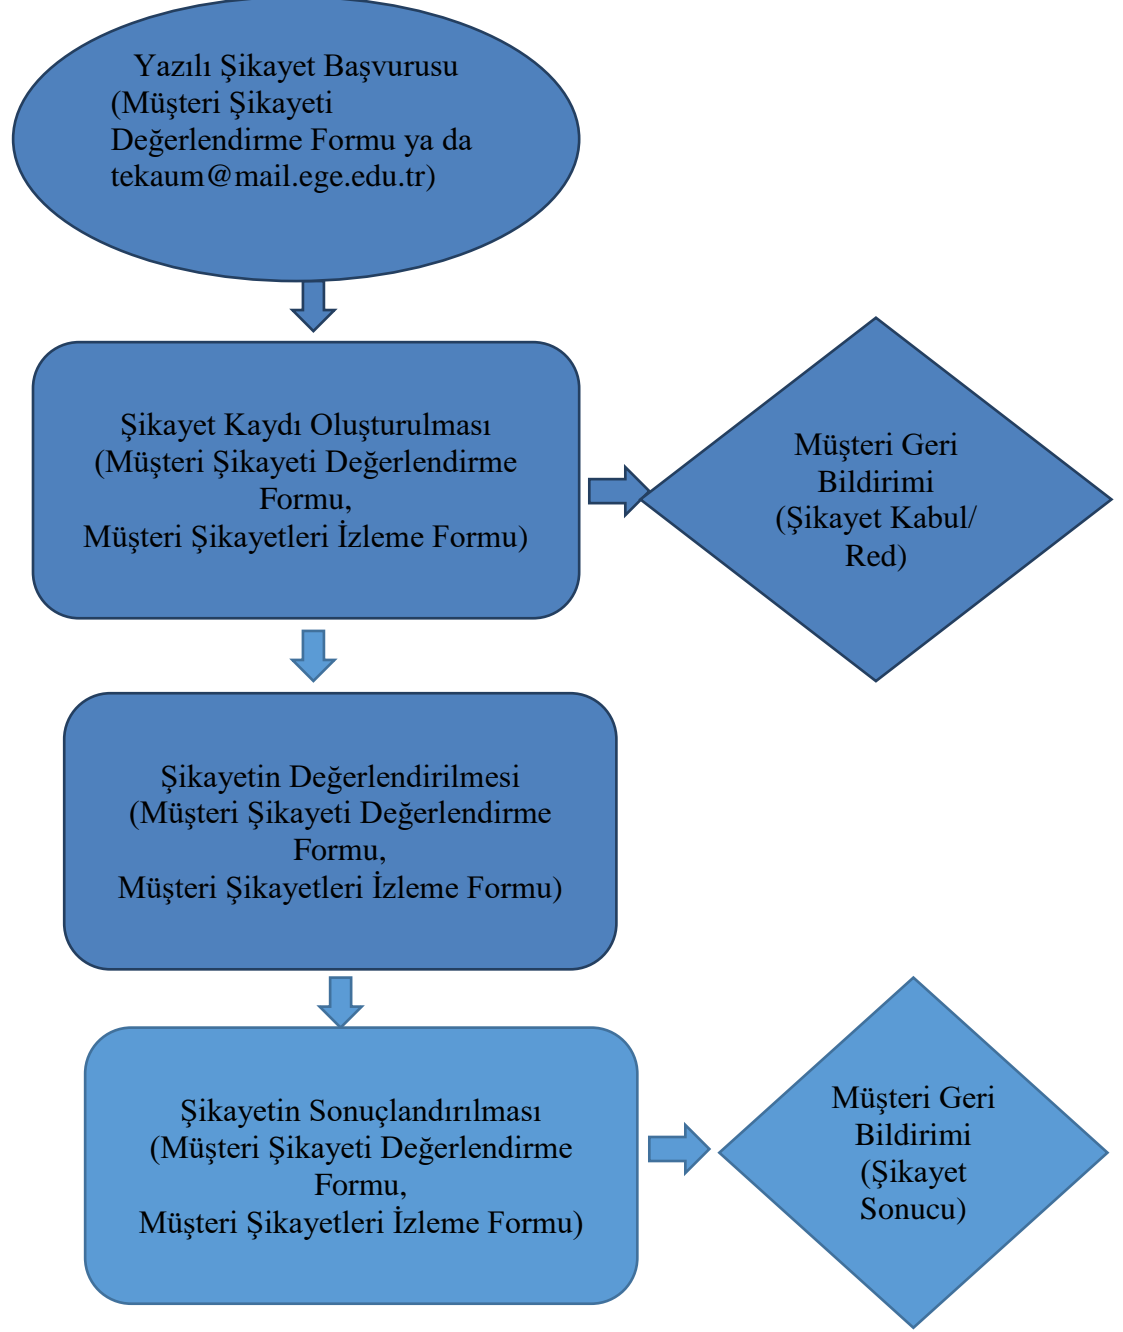 Yazılı Şikayet Başvurusu
(Müşteri Şikayeti
Değerlendirme Formu ya da
tekaum@mail.ege.edu.tr)
Şikayet Kaydı Oluşturulması
(Müşteri Şikayeti Değerlendirme
Formu,
Müşteri Şikayetleri İzleme Formu)
Müşteri Geri
Bildirimi
(Şikayet Kabul/
Red)
Şikayetin Değerlendirilmesi
(Müşteri Şikayeti Değerlendirme
Formu,
Müşteri Şikayetleri İzleme Formu)
Şikayetin Sonuçlandırılması
(Müşteri Şikayeti Değerlendirme
Formu,
Müşteri Şikayetleri İzleme Formu)
Müşteri Geri
Bildirimi
(Şikayet
Sonucu)